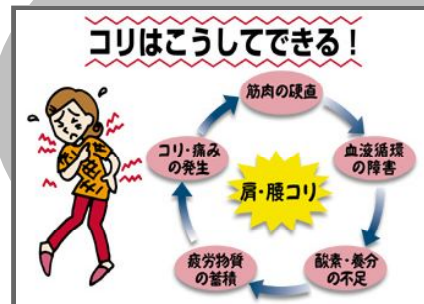 コリはこうしてできる！
筋肉の硬直
血液循環
の障害
酸素・養分
の不足
疲労物質
の蓄積
コリ・痛み
の発生
肩・腰コリ